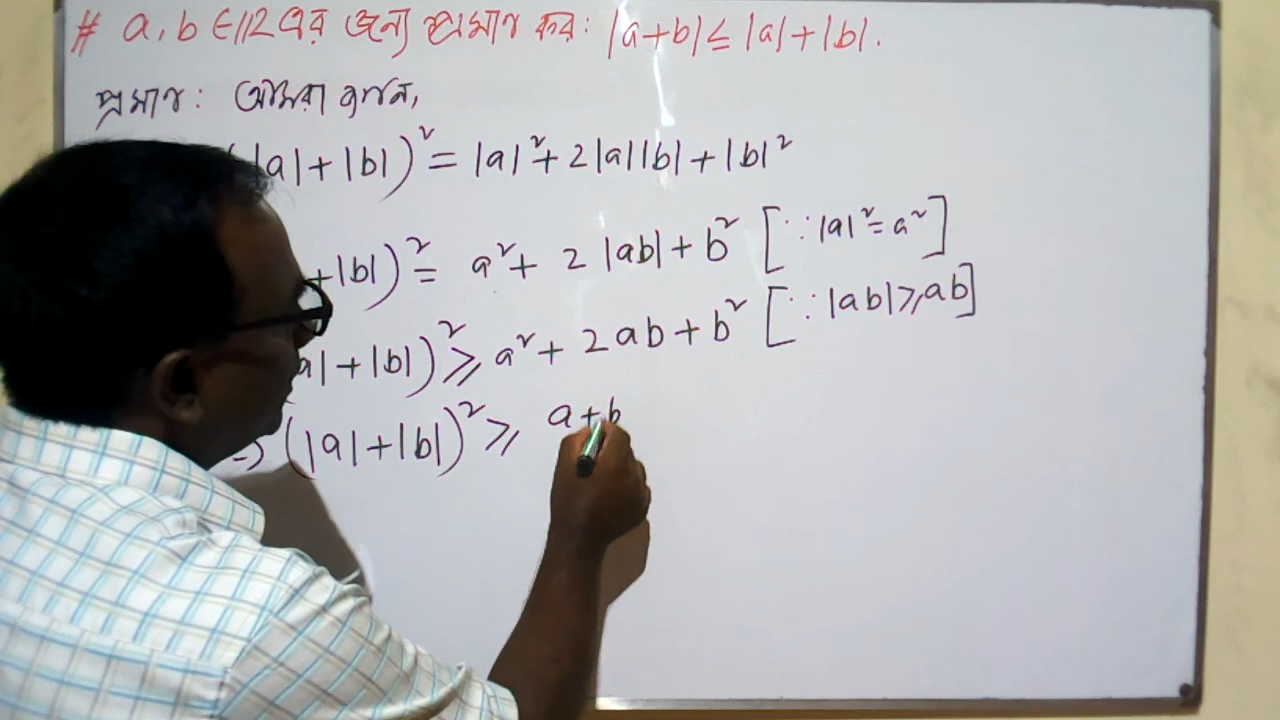 # a, b ∈ ℝ এর জন্য প্রমাণ কর: |a+b| ≤ |a|+|b|.
প্রমাণ: আমরা জানি,
|a|+|b|)² = |a|²+2|a||b|+|b|²
+|b|)² = a²+ 2 |ab|+b² [∵ |a|²=a²]
a|+|b|)² ≥ a²+2ab+b² [∵ |ab|≥ab]
→ (|a|+|b|)² ≥ a+b